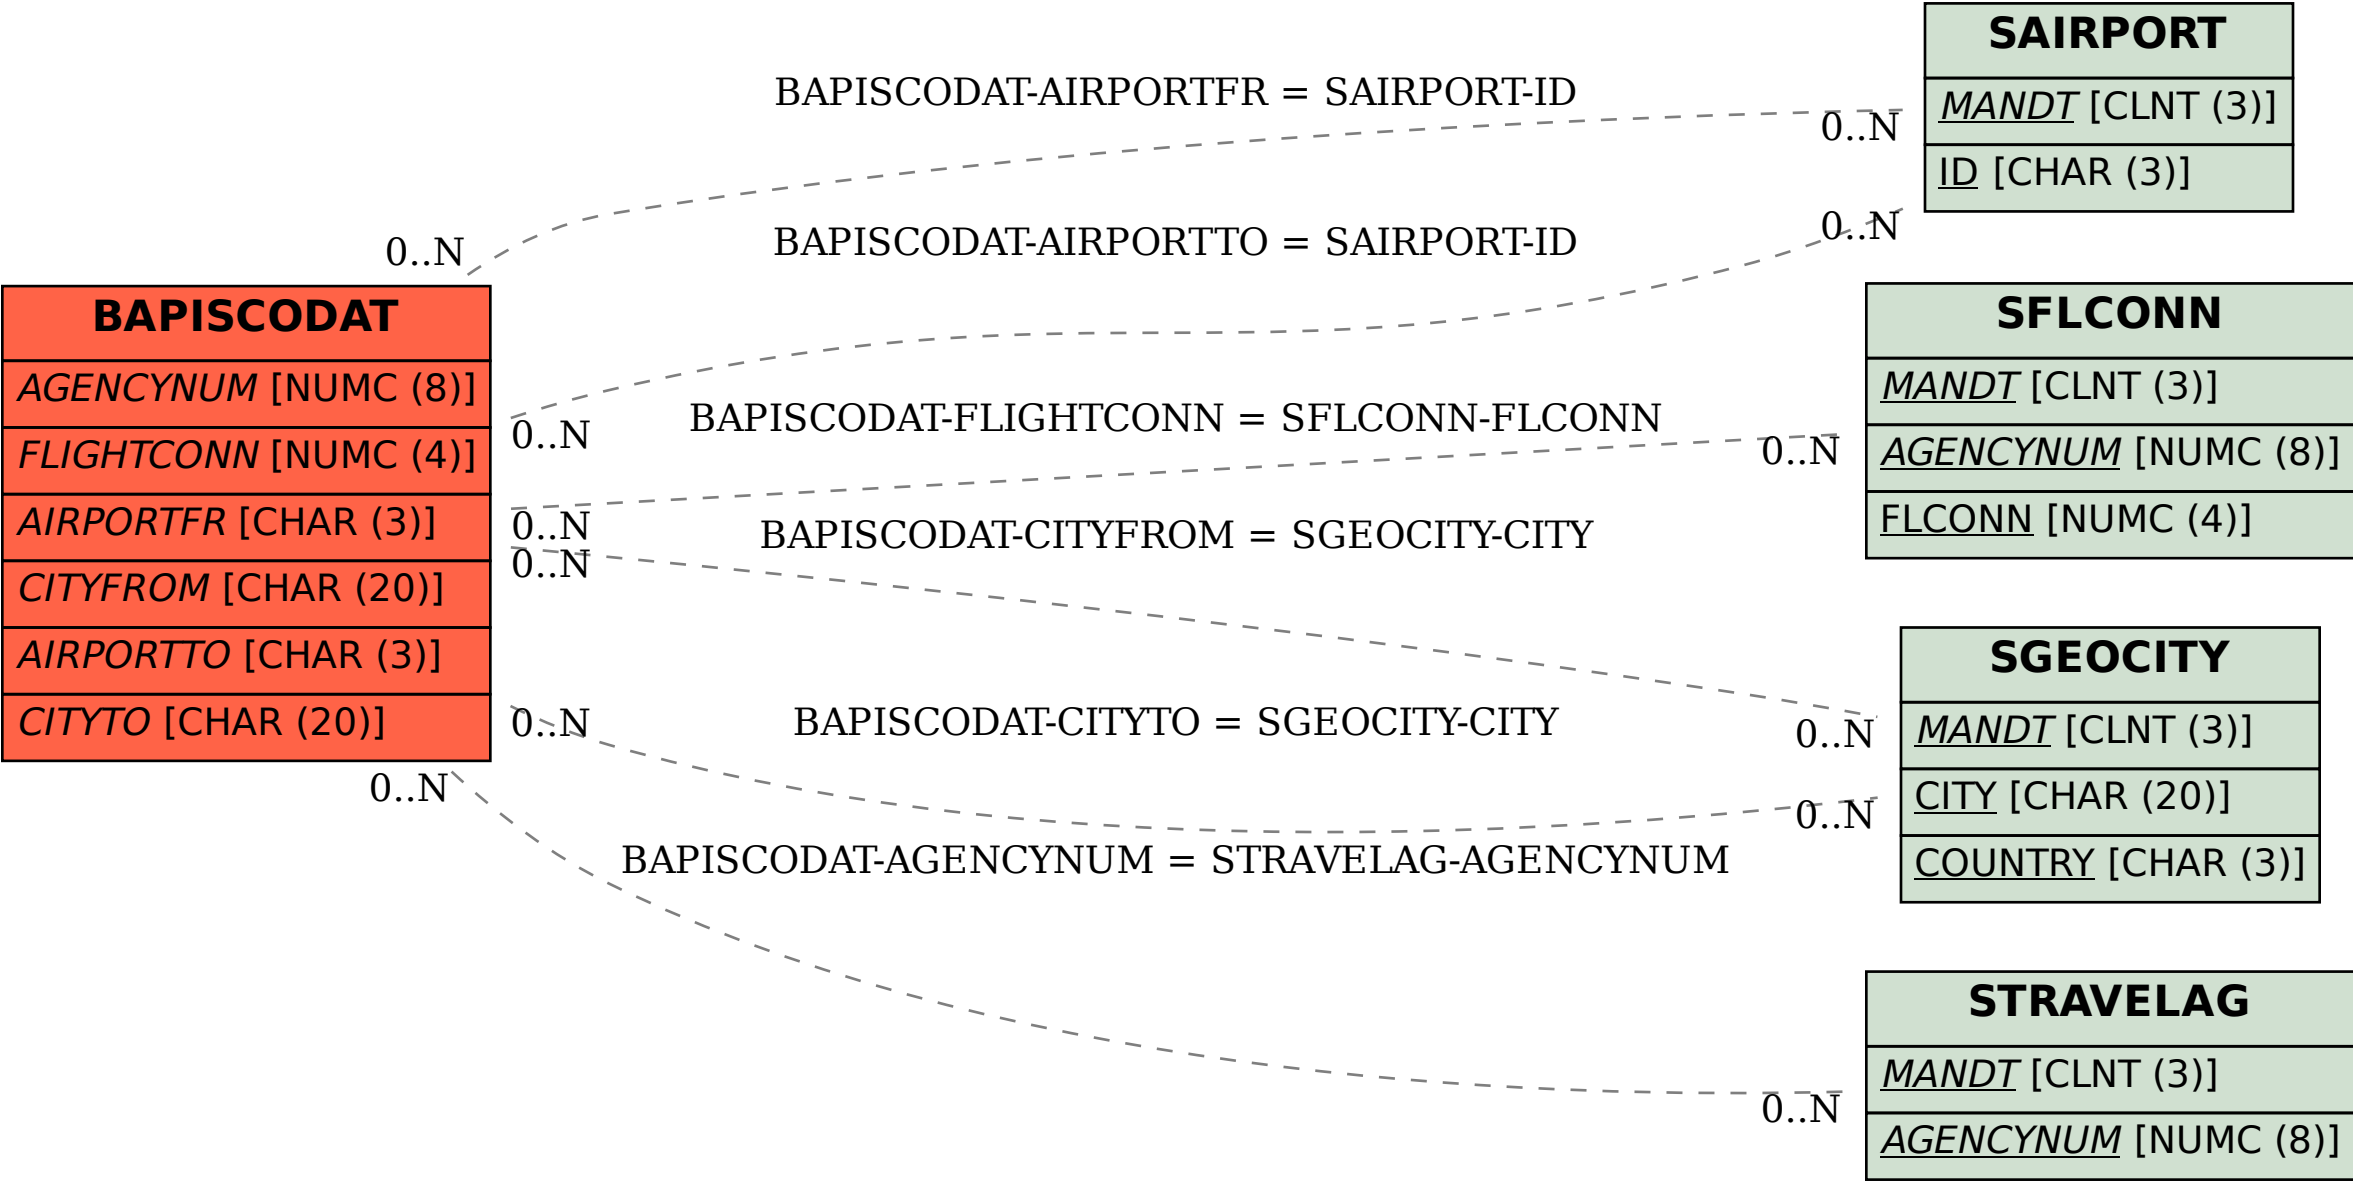 SAIRPORT
MANDT [CLNT (3)]
ID [CHAR (3)]
BAPISCODAT-AIRPORTFR = SAIRPORT-ID
0..N
0..N
BAPISCODAT-AIRPORTTO = SAIRPORT-ID
0..N
0..N
BAPISCODAT
AGENCYNUM [NUMC (8)]
FLIGHTCONN [NUMC (4)]
AIRPORTFR [CHAR (3)]
CITYFROM [CHAR (20)]
AIRPORTTO [CHAR (3)]
CITYTO [CHAR (20)]
SFLCONN
MANDT [CLNT (3)]
AGENCYNUM [NUMC (8)]
FLCONN [NUMC (4)]
BAPISCODAT-FLIGHTCONN = SFLCONN-FLCONN
0..N
0..N
BAPISCODAT-CITYFROM = SGEOCITY-CITY
0..N
0..N
SGEOCITY
MANDT [CLNT (3)]
CITY [CHAR (20)]
COUNTRY [CHAR (3)]
BAPISCODAT-CITYTO = SGEOCITY-CITY
0..N
0..N
BAPISCODAT-AGENCYNUM = STRAVELAG-AGENCYNUM
0..N
0..N
STRAVELAG
MANDT [CLNT (3)]
AGENCYNUM [NUMC (8)]